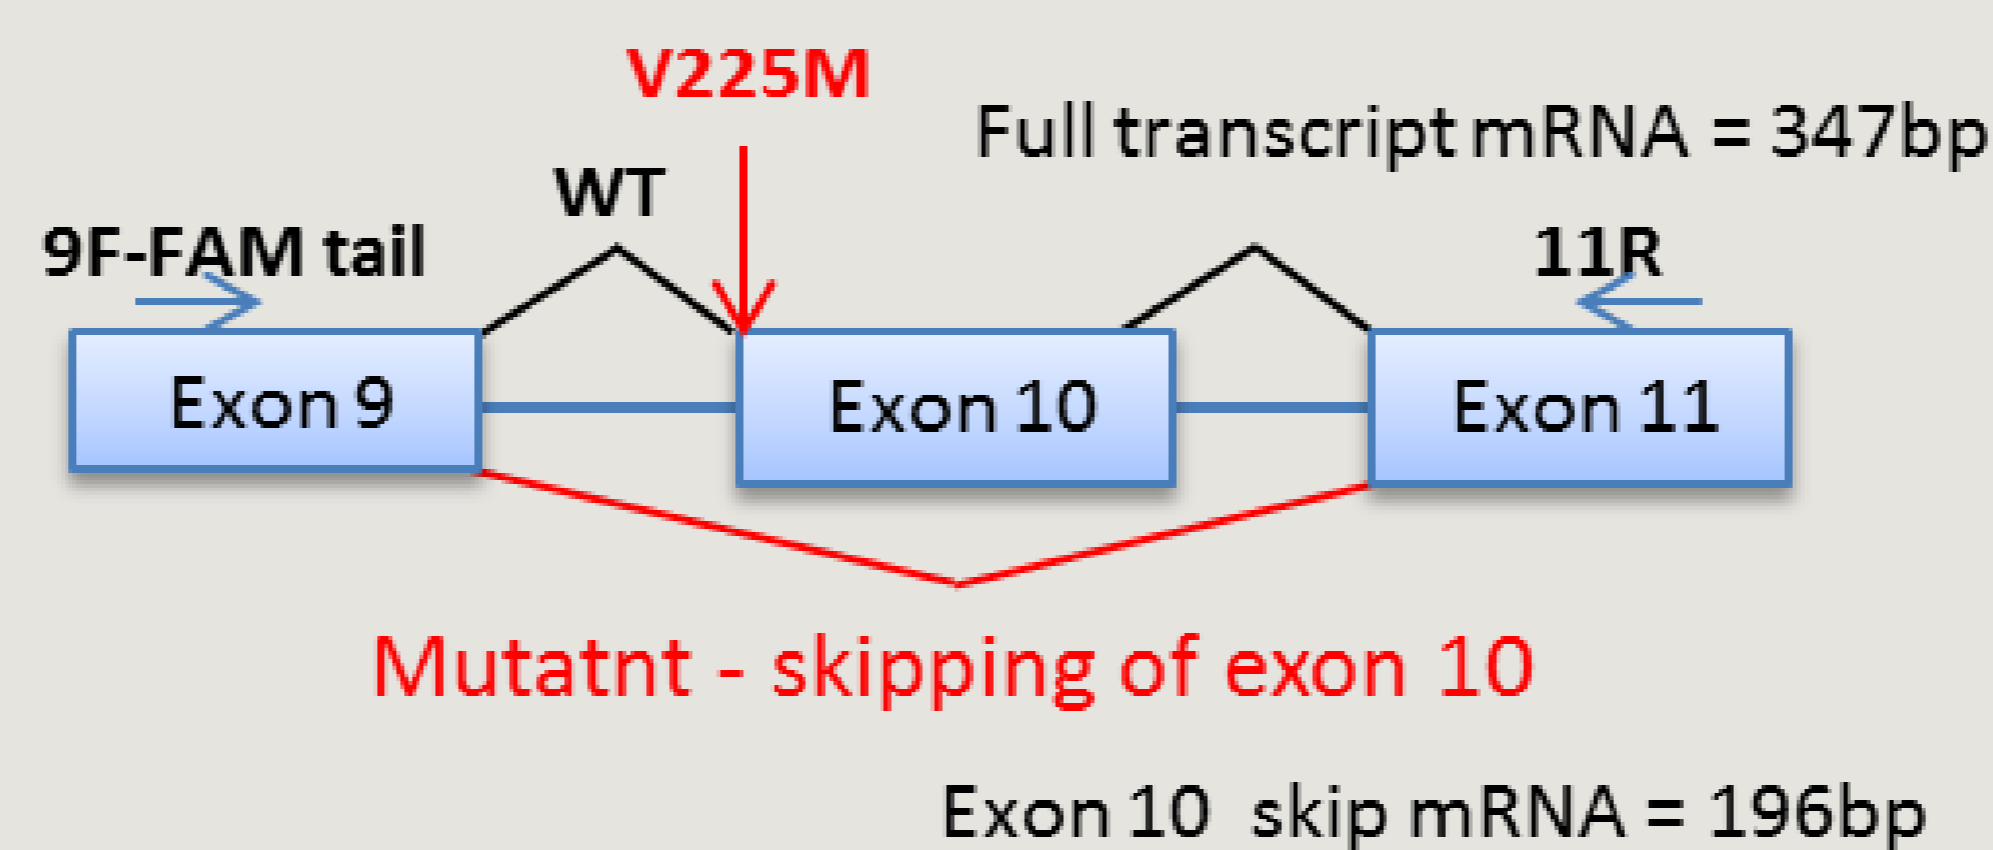 V225M
Full transcript mRNA = 347bp
WT
9F-FAM tail
11R
Exon 9
Exon 10
Exon 11
Mutatnt - skipping of exon 10
Exon 10 skip mRNA = 196bp